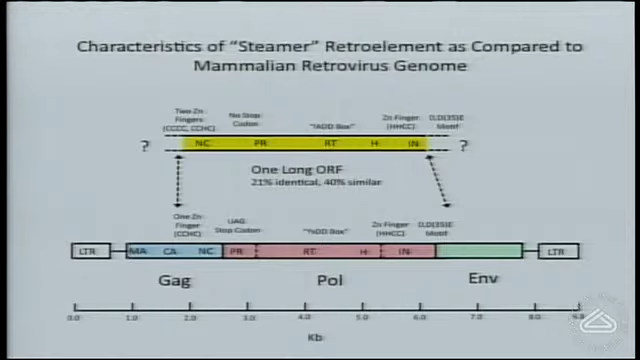 Characteristics of "Steamer" Retroelement as Compared to
Mammalian Retrovirus Genome
Two Zn
Fingers
(CCCC, CCHC)
No Stop
Codon
"YADD Box"
Zn Finger
(HHCC)
D,D(35)E
Motif
?
NC
PR
RT
H
IN
?
One Long ORF
21% identical, 40% similar
One Zn
Finger
(CCHC)
UAG
Stop Codon
Zn Finger
(HHCC)
D,D(35)E
Motif
LTR
MA
CA
NC
PR
RT
H
IN
LTR
Gag
Pol
Env
0.0
1.0
2.0
3.0
4.0
5.0
6.0
7.0
8.0
Kb